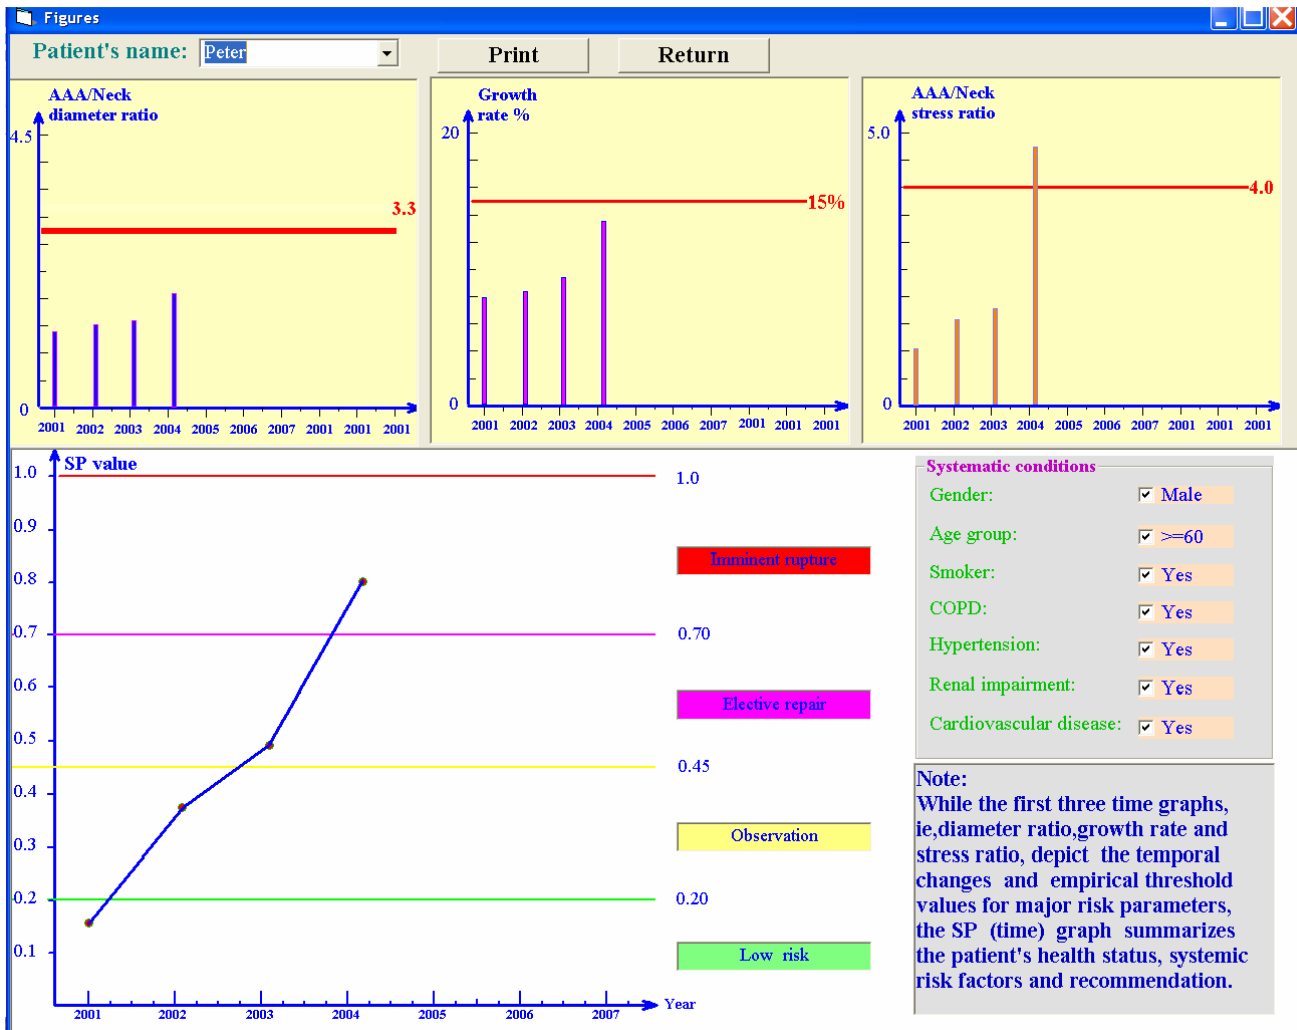 Figures
Patient's name: Peter Print Return
AAA/Neck
diameter ratio
4.5
3.3
0
2001 2002 2003 2004 2005 2006 2007 2001 2001 2001
Growth
rate %
20
15%
0
2001 2002 2003 2004 2005 2006 2007 2001 2001 2001
AAA/Neck
stress ratio
5.0
4.0
0
2001 2002 2003 2004 2005 2006 2007 2001 2001 2001
SP value
1.0
0.9
0.8
0.7
0.6
0.5
0.4
0.3
0.2
0.1
2001 2002 2003 2004 2005 2006 2007 Year
1.0
Imminent rupture
0.70
Elective repair
0.45
Observation
0.20
Low risk
Systematic conditions
Gender: Male
Age group: >=60
Smoker: Yes
COPD: Yes
Hypertension: Yes
Renal impairment: Yes
Cardiovascular disease: Yes
Note:
While the first three time graphs,
ie,diameter ratio,growth rate and
stress ratio, depict the temporal
changes and empirical threshold
values for major risk parameters,
the SP (time) graph summarizes
the patient's health status, systemic
risk factors and recommendation.